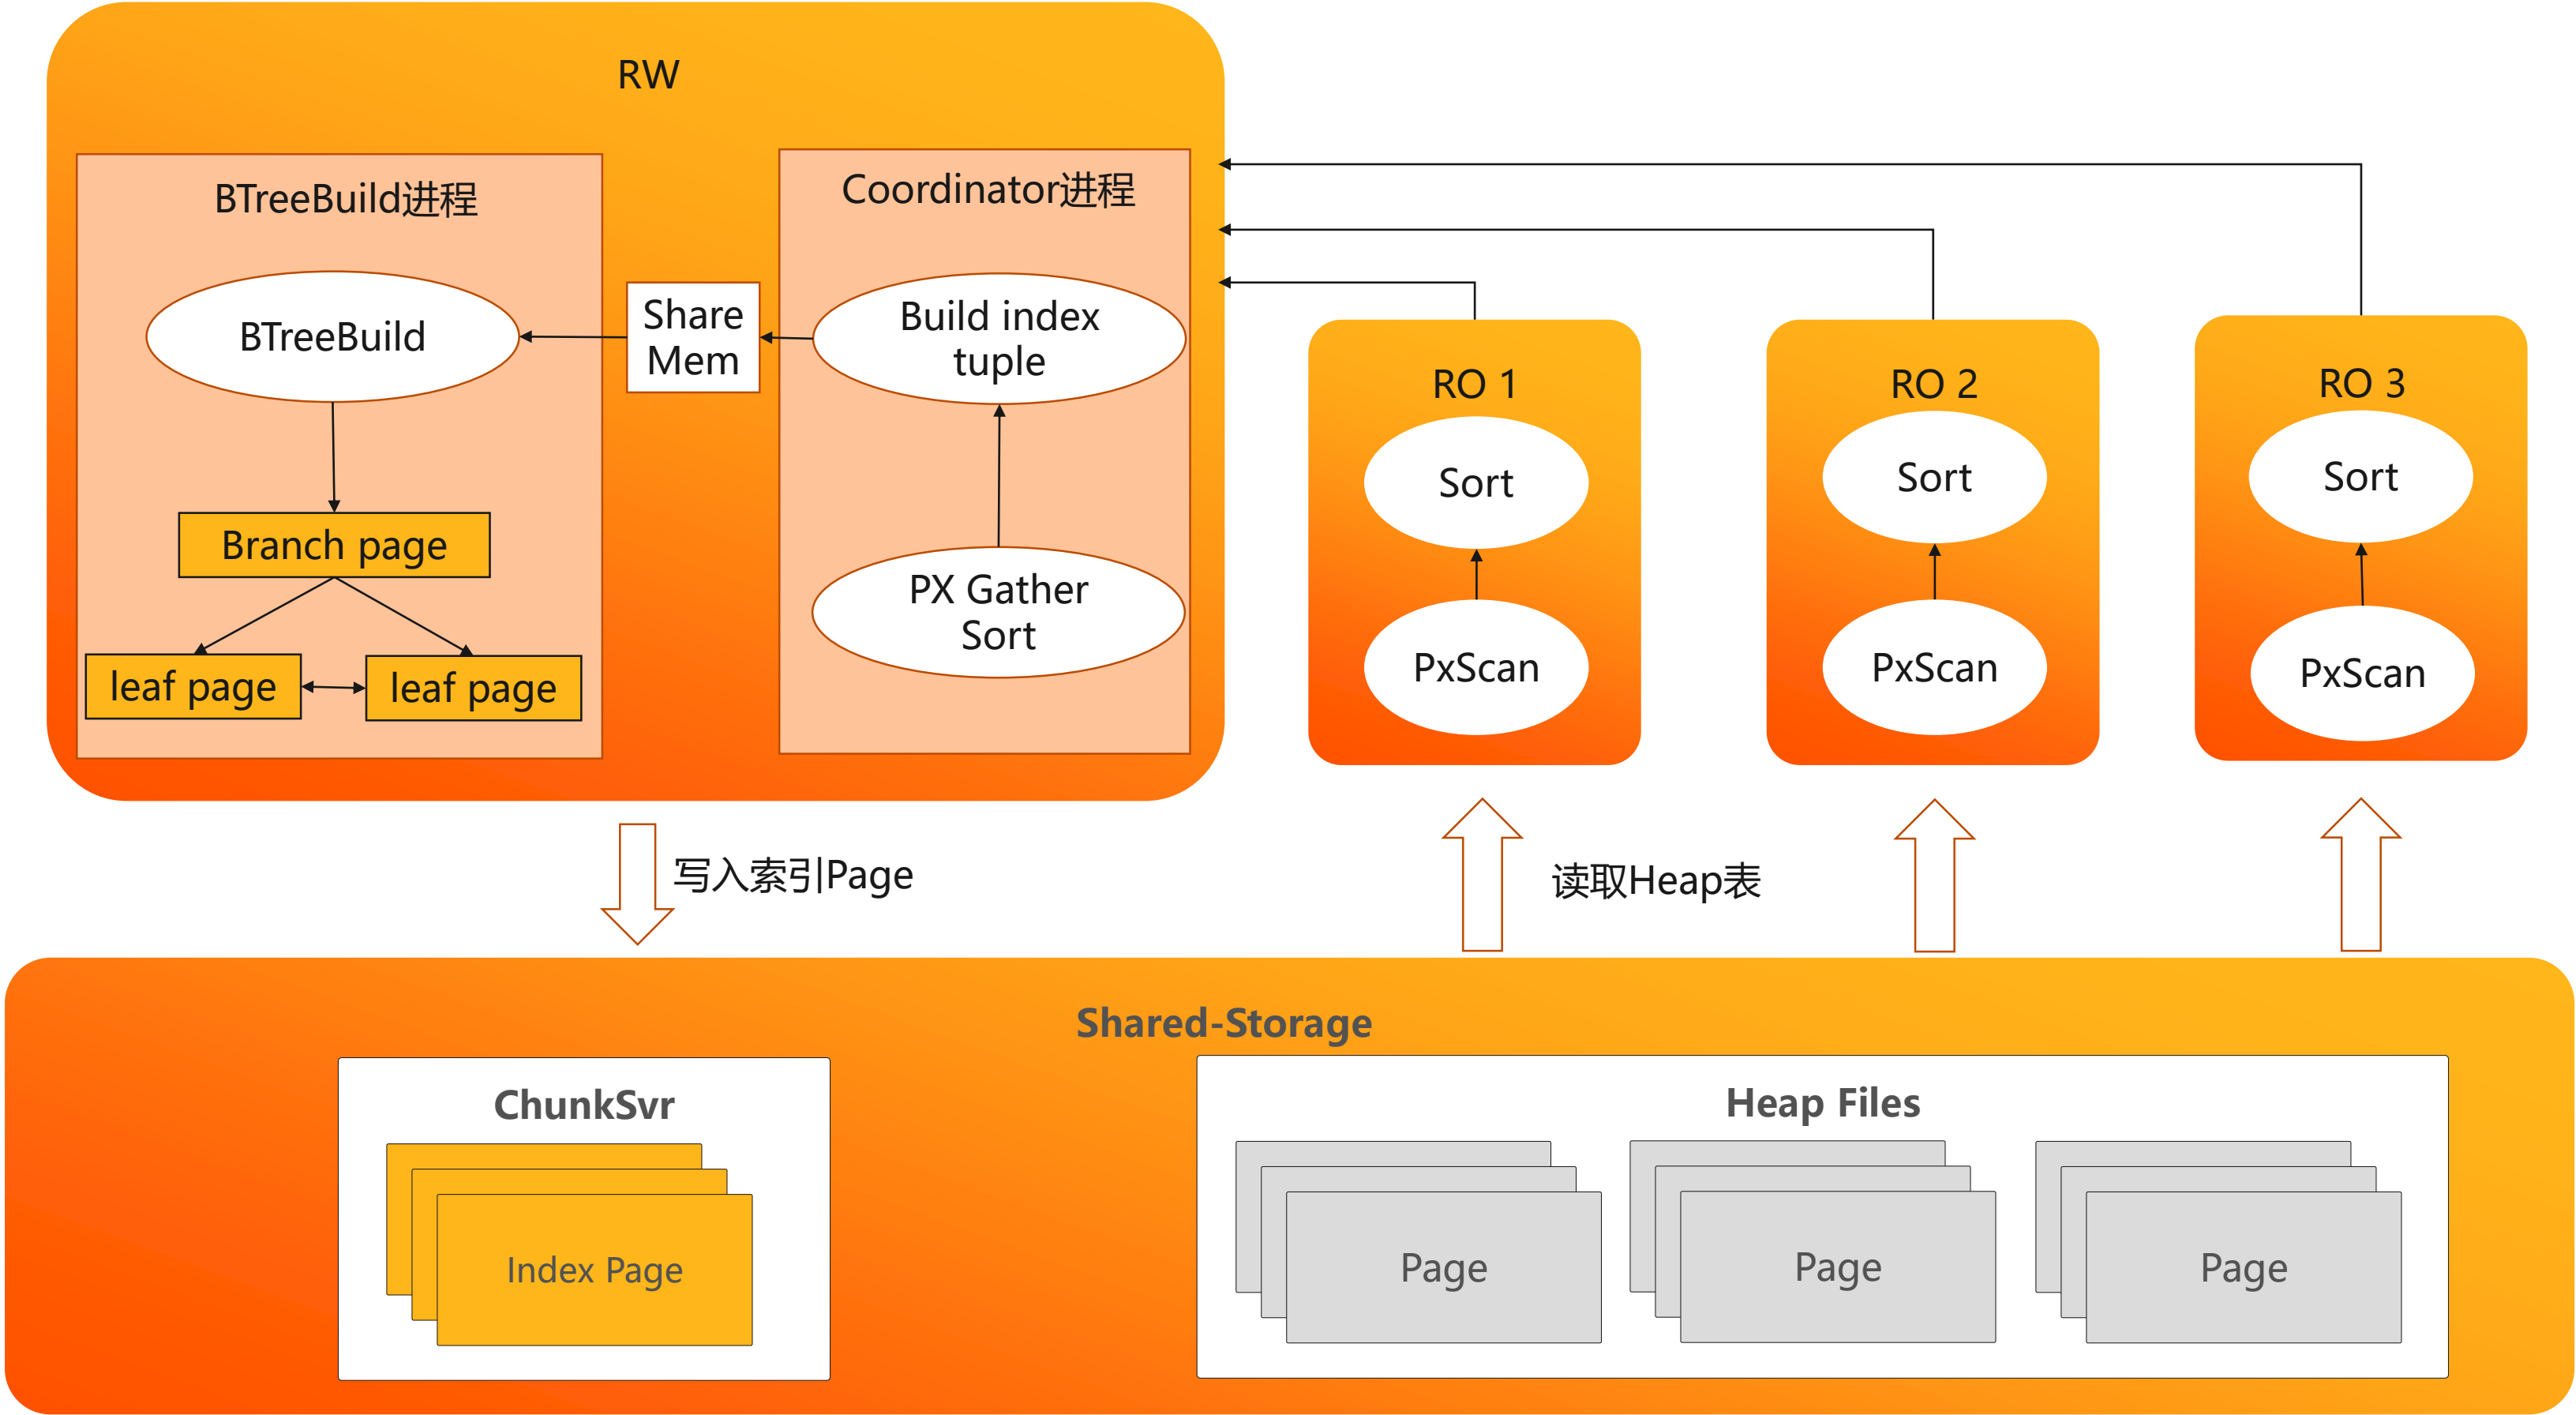 RW
BTreeBuild进程
BTreeBuild
Branch page
leaf page
leaf page
Share
Mem
Coordinator进程
Build index
tuple
PX Gather
Sort
RO 1
Sort
PxScan
RO 2
Sort
PxScan
RO 3
Sort
PxScan
写入索引Page
读取Heap表
Shared-Storage
ChunkSvr
Index Page
Heap Files
Page
Page
Page